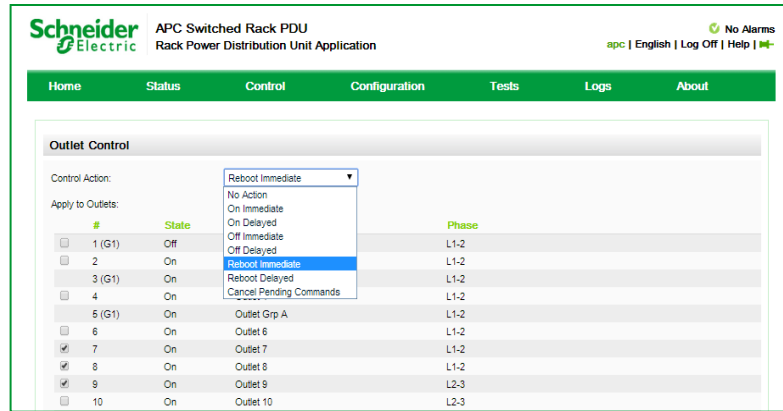 Schneider Electric
APC Switched Rack PDU
Rack Power Distribution Unit Application
No Alarms
apc | English | Log Off | Help |
Home Status Control Configuration Tests Logs About
Outlet Control
Control Action: Reboot Immediate
No Action
On Immediate
On Delayed
Off Immediate
Off Delayed
Reboot Immediate
Reboot Delayed
Cancel Pending Commands
Apply to Outlets:
# State Phase
1 (G1) Off L1-2
2 On L1-2
3 (G1) On L1-2
4 On L1-2
5 (G1) On Outlet Grp A L1-2
6 On Outlet 6 L1-2
7 On Outlet 7 L1-2
8 On Outlet 8 L1-2
9 On Outlet 9 L2-3
10 On Outlet 10 L2-3